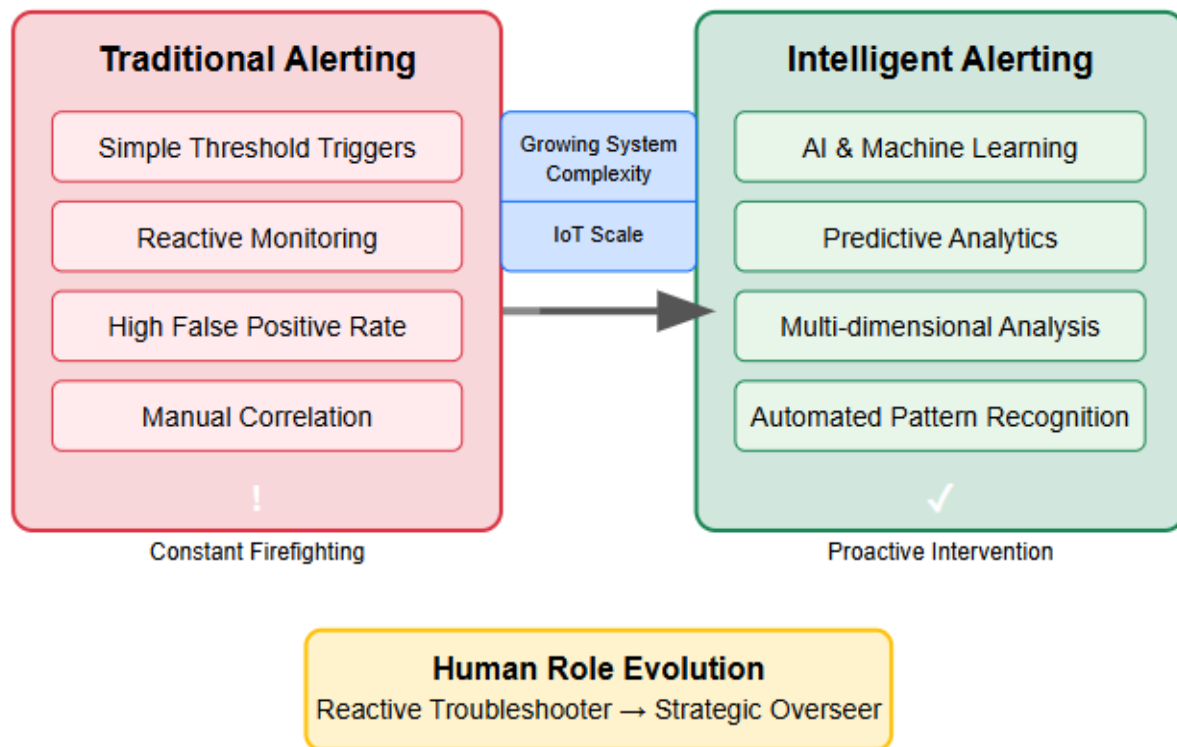 Traditional Alerting
Simple Threshold Triggers
Reactive Monitoring
High False Positive Rate
Manual Correlation
!
Constant Firefighting
Growing System
Complexity
IoT Scale
Intelligent Alerting
AI & Machine Learning
Predictive Analytics
Multi-dimensional Analysis
Automated Pattern Recognition
✓
Proactive Intervention
Human Role Evolution
Reactive Troubleshooter → Strategic Overseer